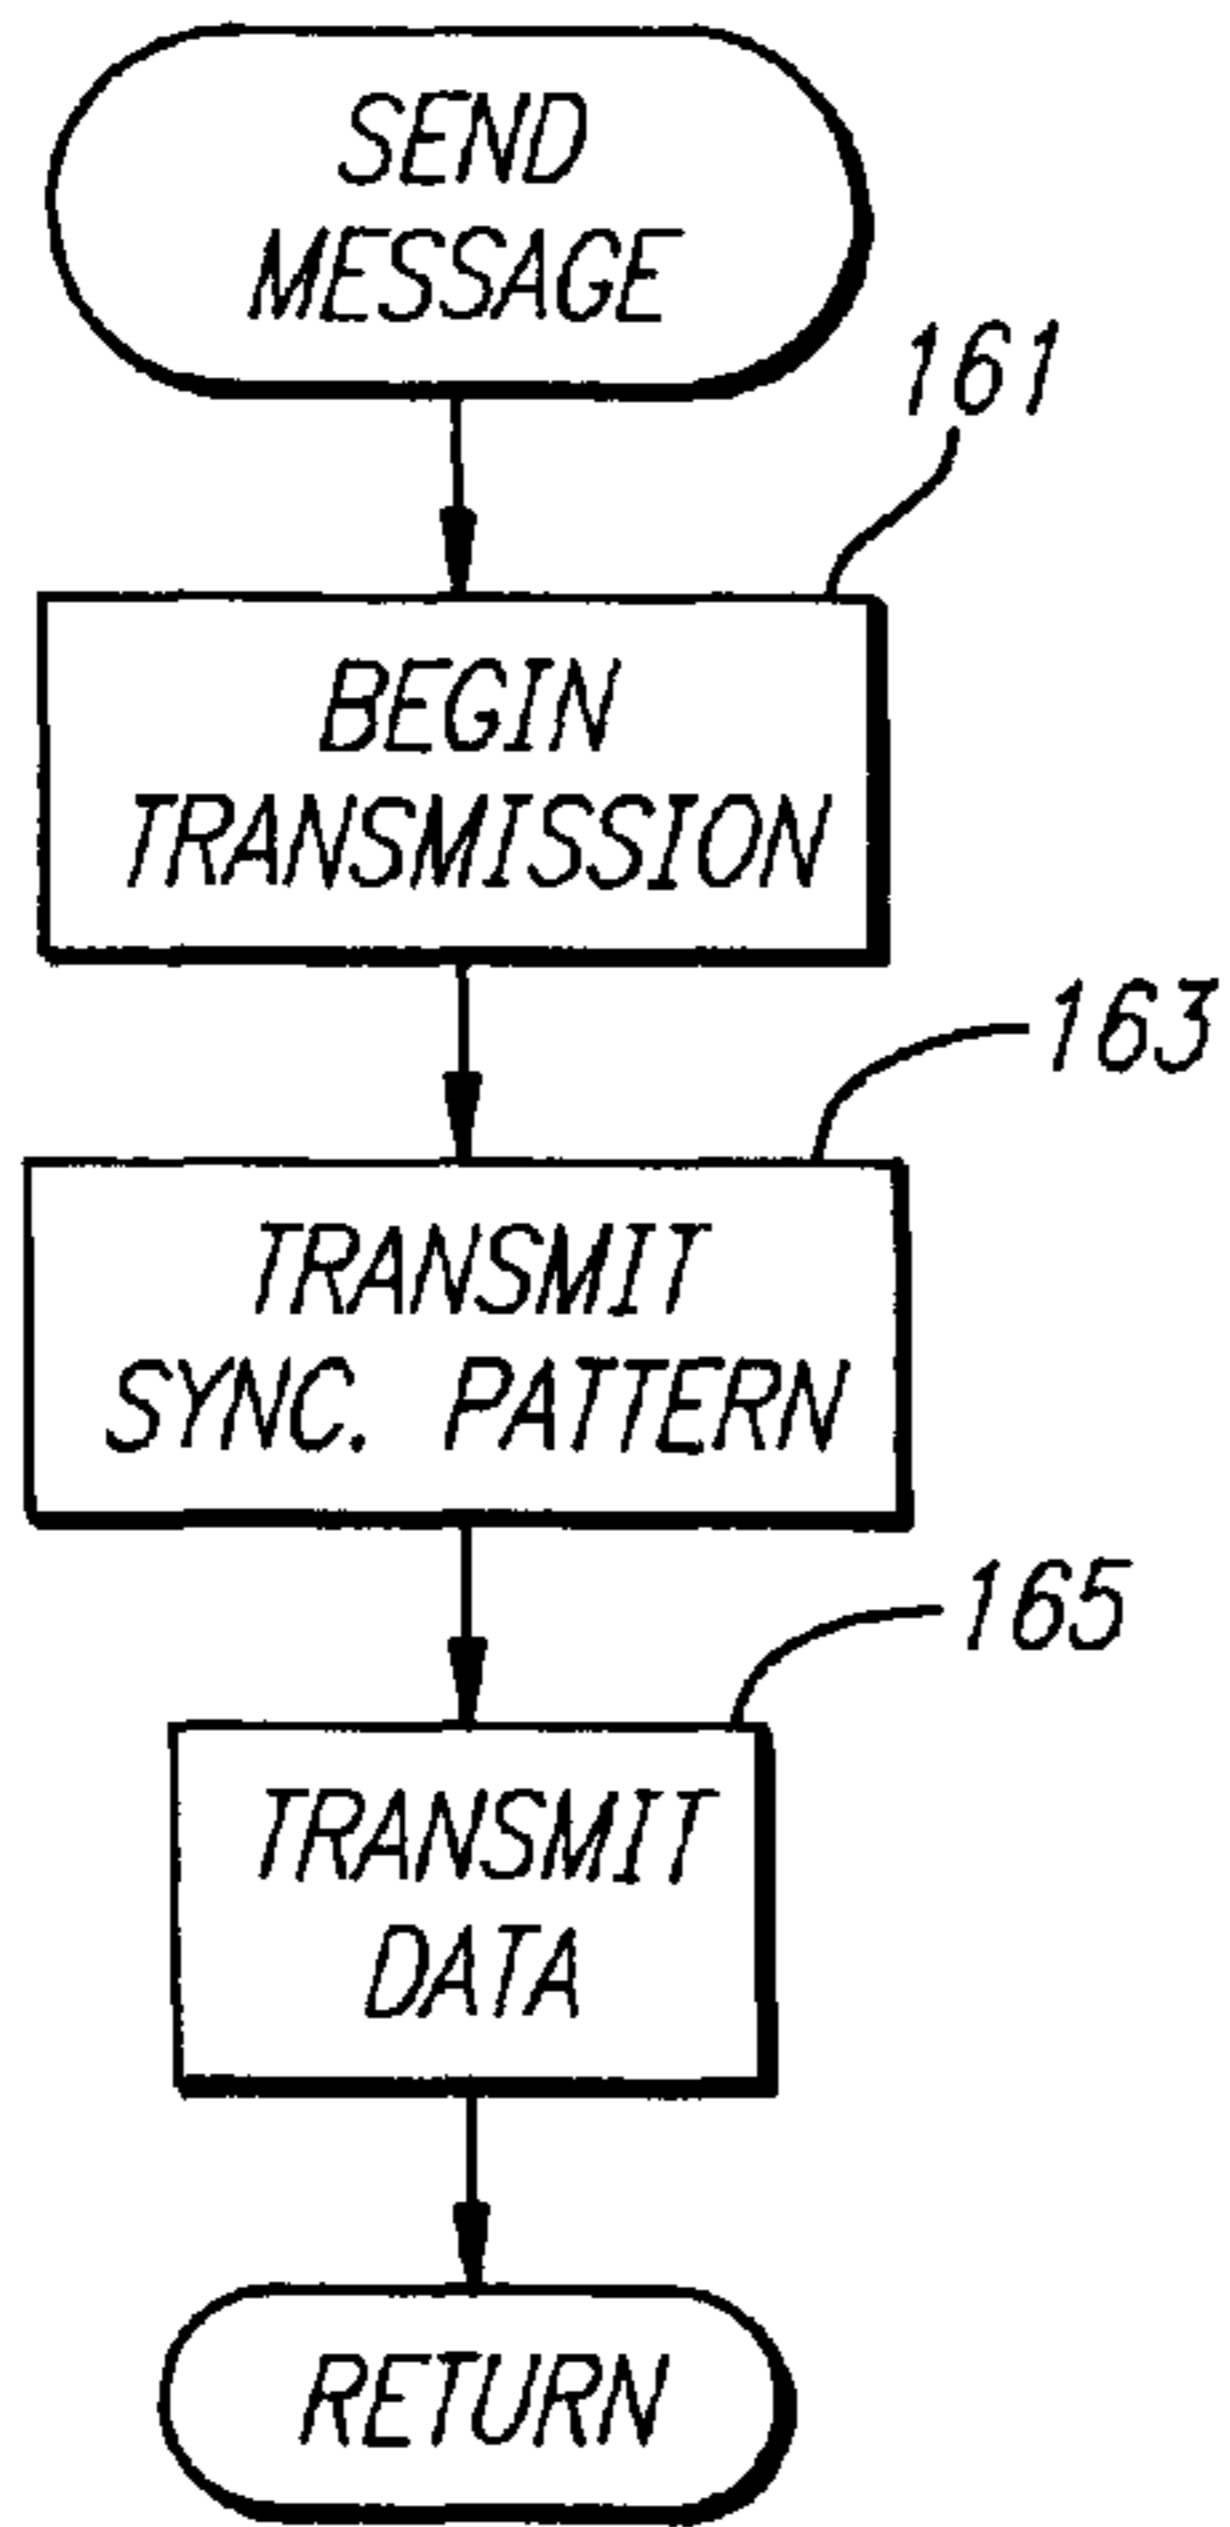 SEND
MESSAGE
161
BEGIN
TRANSMISSION
163
TRANSMIT
SYNC. PATTERN
165
TRANSMIT
DATA
RETURN